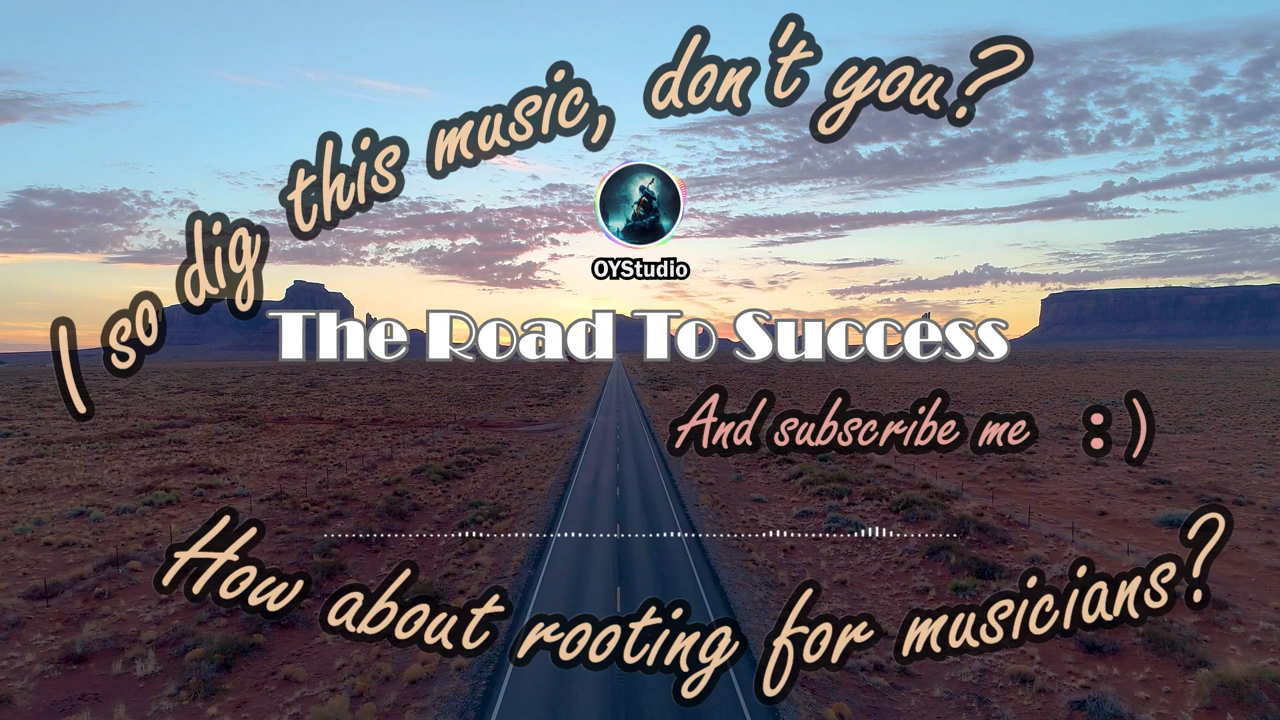 I so dig this music, don't you?
OYStudio
The Road To Success
And subscribe me :)
How about rooting for musicians?